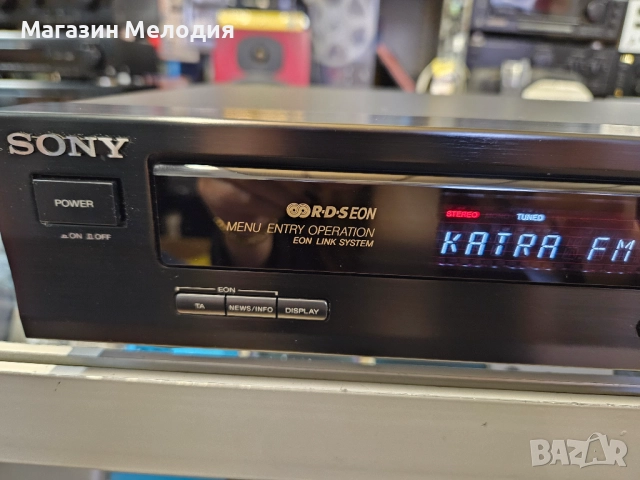 Магазин Мелодия
SONY
POWER
ON OFF
R·D·S EON
MENU ENTRY OPERATION
EON LINK SYSTEM
STEREO
TUNED
KATRA FM
EON
TA
NEWS/INFO
DISPLAY
BAZAR